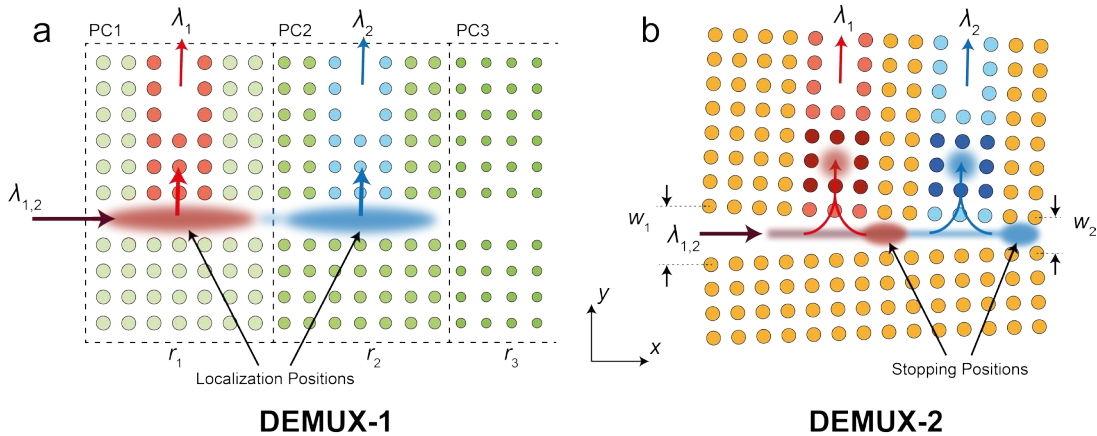 a
PC1
λ1
PC2
λ2
PC3
λ1,2
r1
r2
r3
Localization Positions
DEMUX-1
b
λ1
λ2
w1
w2
λ1,2
y
x
Stopping Positions
DEMUX-2